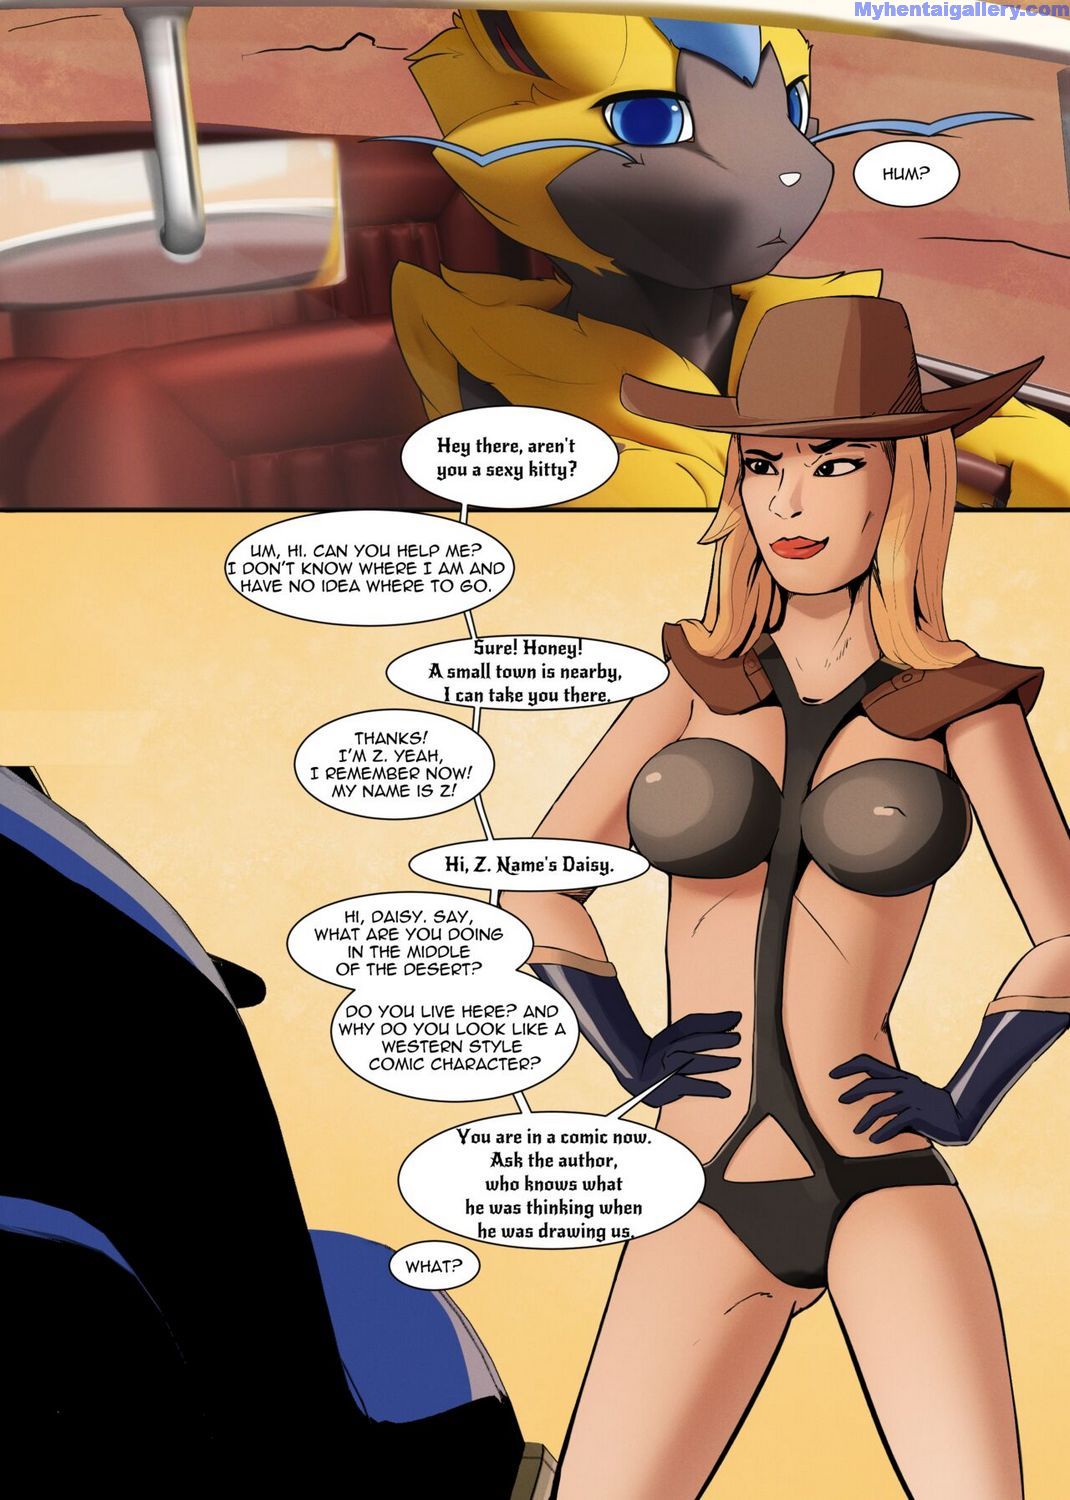 Myhentaigallery.com
HUM?
Hey there, aren't
you a sexy kitty?
UM, HI. CAN YOU HELP ME?
I DON'T KNOW WHERE I AM AND
HAVE NO IDEA WHERE TO GO.
Sure! Honey!
A small town is nearby,
I can take you there.
THANKS!
I'M Z. YEAH,
I REMEMBER NOW!
MY NAME IS Z!
Hi, Z. Name's Daisy.
HI, DAISY. SAY,
WHAT ARE YOU DOING
IN THE MIDDLE
OF THE DESERT?
DO YOU LIVE HERE? AND
WHY DO YOU LOOK LIKE A
WESTERN STYLE
COMIC CHARACTER?
You are in a comic now.
Ask the author,
who knows what
he was thinking when
he was drawing us.
WHAT?